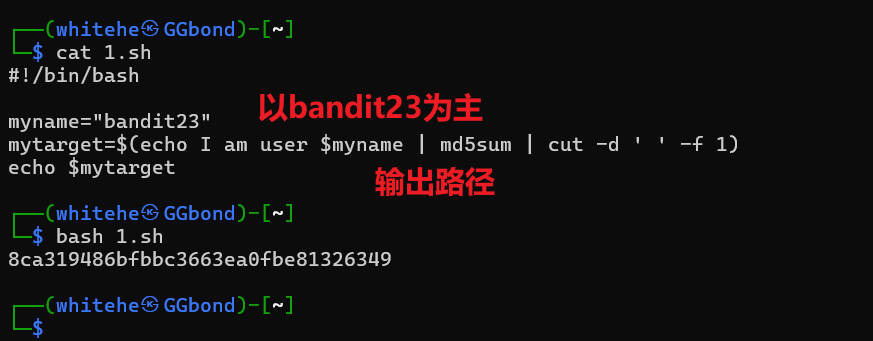 ┌──(whitehe㉿GGbond)-[~]
└─$ cat 1.sh
#!/bin/bash
myname="bandit23"
以bandit23为主
mytarget=$(echo I am user $myname | md5sum | cut -d ' ' -f 1)
echo $mytarget
输出路径
┌──(whitehe㉿GGbond)-[~]
└─$ bash 1.sh
8ca319486bfbbc3663ea0fbe81326349
┌──(whitehe㉿GGbond)-[~]
└─$